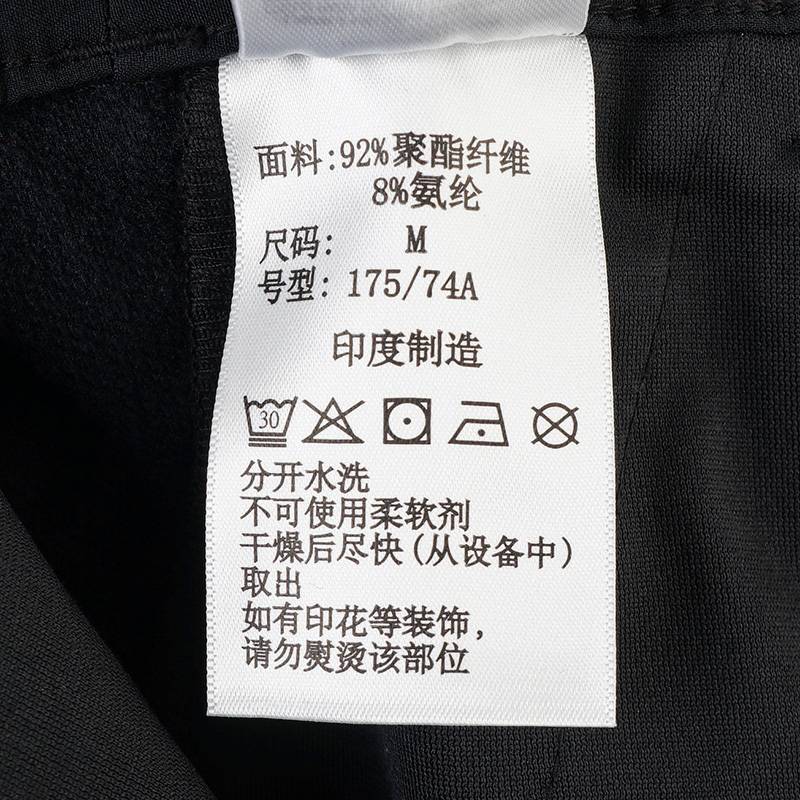 面料:92%聚酯纤维
8%氨纶
尺码: M
号型: 175/74A
印度制造
30
分开水洗
不可使用柔软剂
干燥后尽快(从设备中)
取出
如有印花等装饰,
请勿熨烫该部位